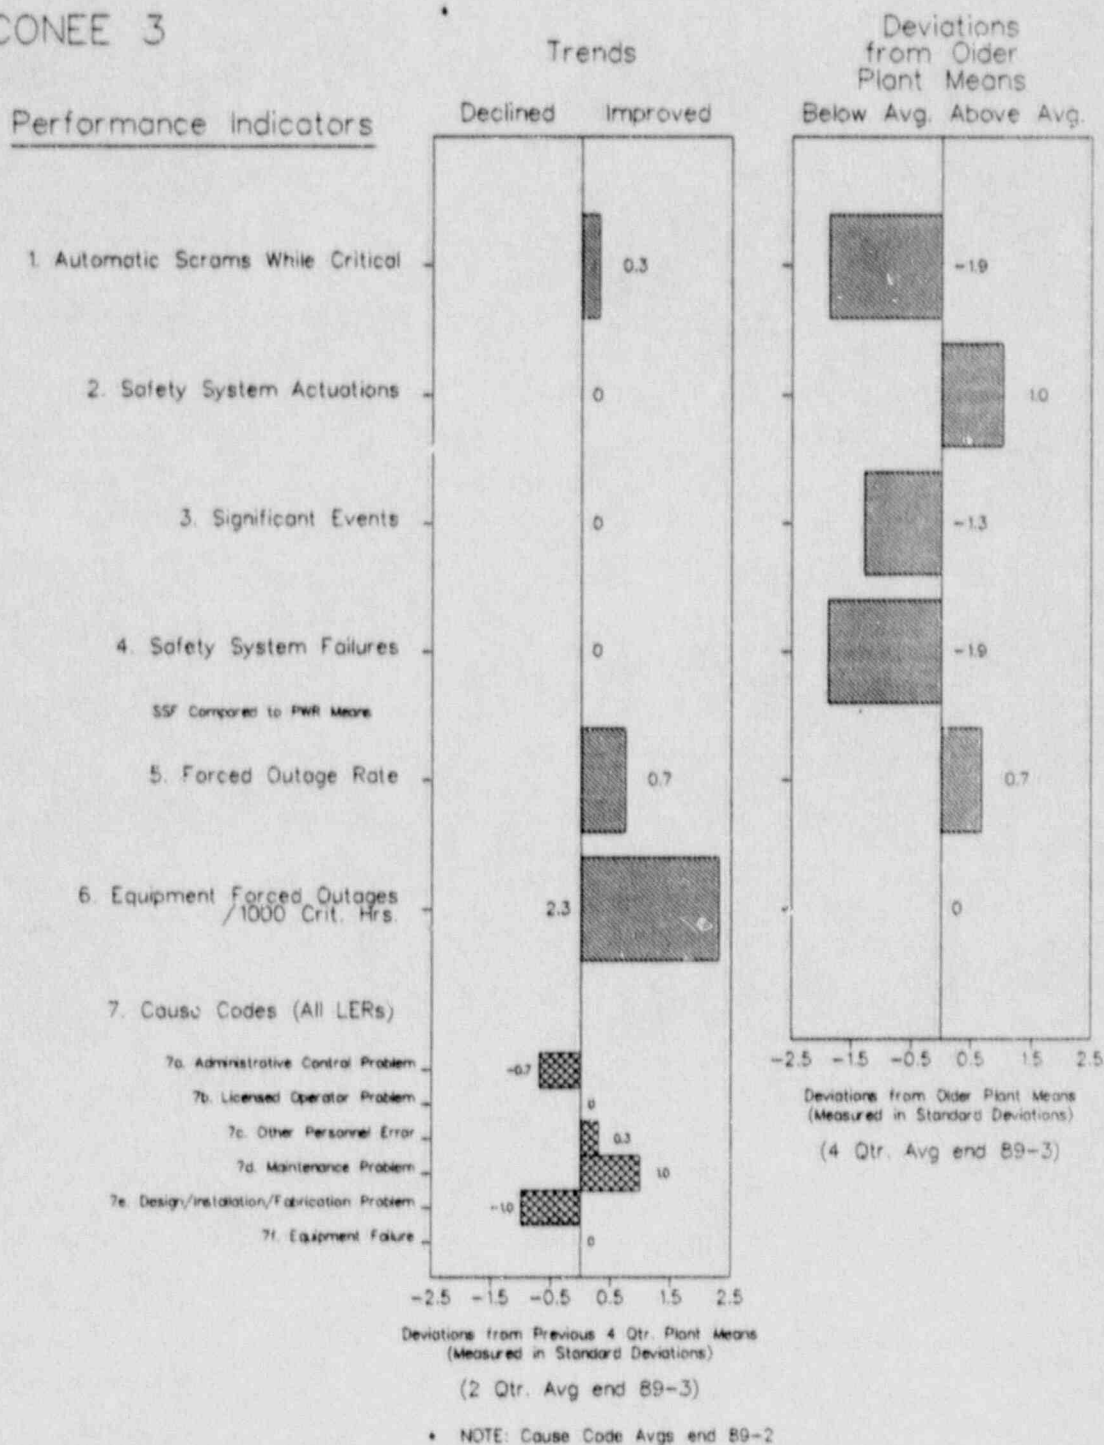 CONEE 3
Performance Indicators
Trends
Declined Improved
Deviations
from Older
Plant Means
Below Avg. Above Avg.
1. Automatic Scrams While Critical
0.3
-1.9
2. Safety System Actuations
0
1.0
3. Significant Events
0
-1.3
4. Safety System Failures
0
-1.9
SSF Compared to PWR Means
5. Forced Outage Rate
0.7
0.7
6. Equipment Forced Outages
/1000 Crit. Hrs.
2.3
0
7. Cause Codes (All LERs)
7a. Administrative Control Problem
-0.7
7b. Licensed Operator Problem
0
7c. Other Personnel Error
0.3
7d. Maintenance Problem
1.0
7e. Design/Installation/Fabrication Problem
-1.0
7f. Equipment Failure
0
-2.5 -1.5 -0.5 0.5 1.5 2.5
Deviations from Previous 4 Qtr. Plant Means
(Measured in Standard Deviations)
(2 Qtr. Avg end 89-3)
• NOTE: Cause Code Avgs end 89-2
-2.5 -1.5 -0.5 0.5 1.5 2.5
Deviations from Older Plant Means
(Measured in Standard Deviations)
(4 Qtr. Avg end 89-3)